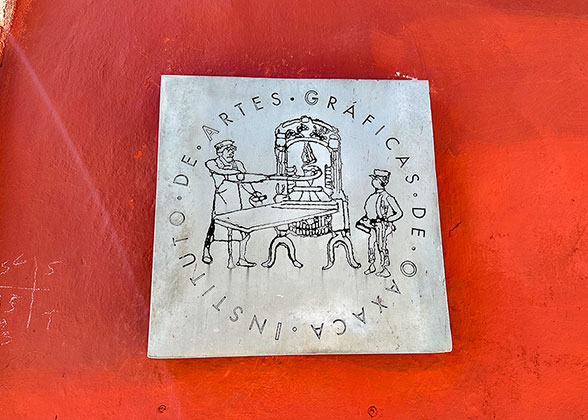 INSTITUTO · DE · ARTES · GRÁFICAS · DE · OAXACA ·